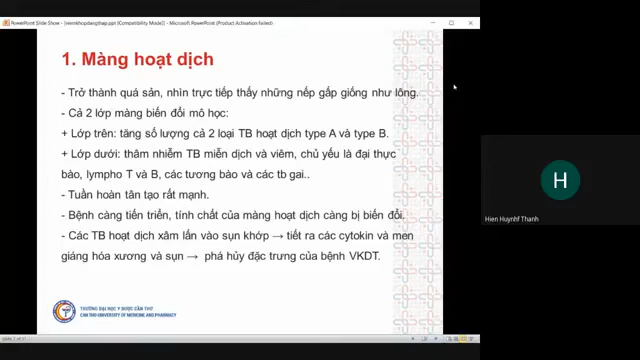 PowerPoint Slide Show - [viemkhopdangthap.ppt [Compatibility Mode]] - Microsoft PowerPoint (Product Activation Failed)
1. Màng hoạt dịch
- Trở thành quá sản, nhìn trực tiếp thấy những nếp gấp giống như lông.
- Cả 2 lớp màng biến đổi mô học:
+ Lớp trên: tăng số lượng cả 2 loại TB hoạt dịch type A và type B.
+ Lớp dưới: thâm nhiễm TB miễn dịch và viêm, chủ yếu là đại thực
bào, lympho T và B, các tương bào và các tb gai..
- Tuần hoàn tân tạo rất mạnh.
- Bệnh càng tiến triển, tính chất của màng hoạt dịch càng bị biến đổi.
- Các TB hoạt dịch xâm lấn vào sụn khớp → tiết ra các cytokin và men
giáng hóa xương và sụn → phá hủy đặc trưng của bệnh VKDT.
H
Hien Huynhf Thanh
TRƯỜNG ĐẠI HỌC Y DƯỢC CẦN THƠ
CAN THO UNIVERSITY OF MEDICINE AND PHARMACY